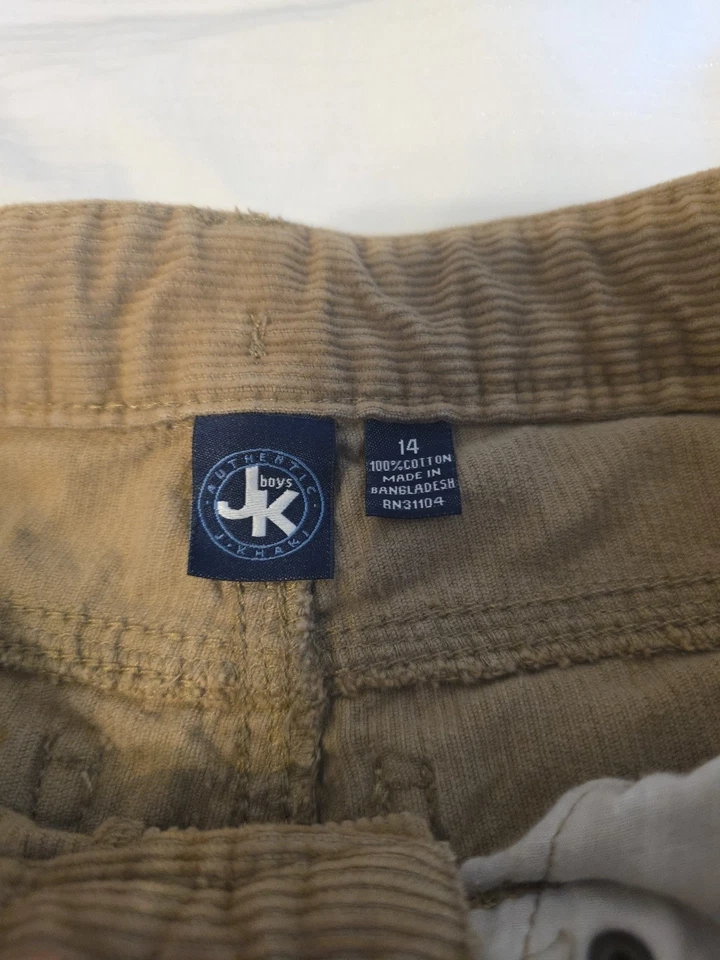 AUTHENTIC
boys
JK
J.KHAKI
14
100%COTTON
MADE IN
BANGLADESH
RN31104